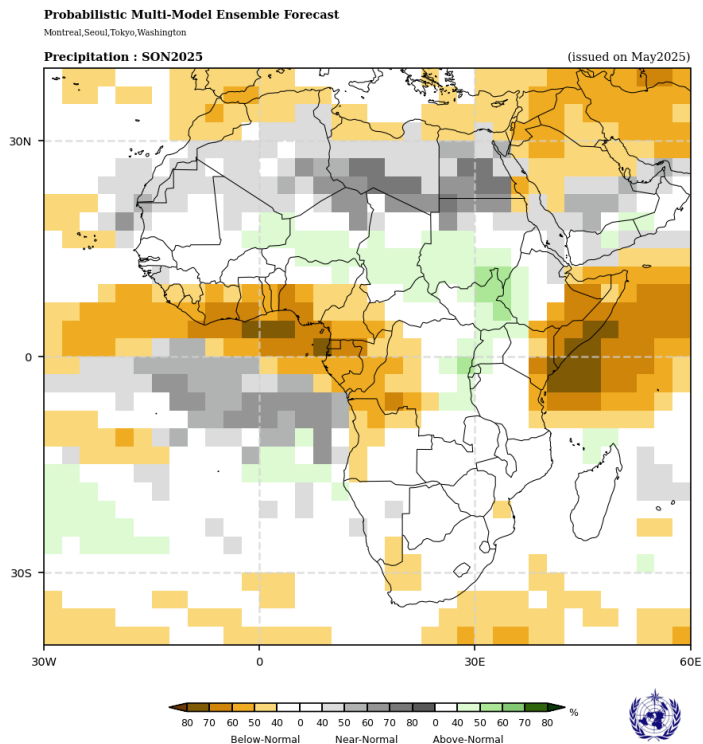 Probabilistic Multi-Model Ensemble Forecast
Montreal,Seoul,Tokyo,Washington
Precipitation : SON2025 (issued on May2025)
30N
0
30S
30W 0 30E 60E
80 70 60 50 40 0 40 50 60 70 80 0 40 50 60 70 80 %
Below-Normal Near-Normal Above-Normal